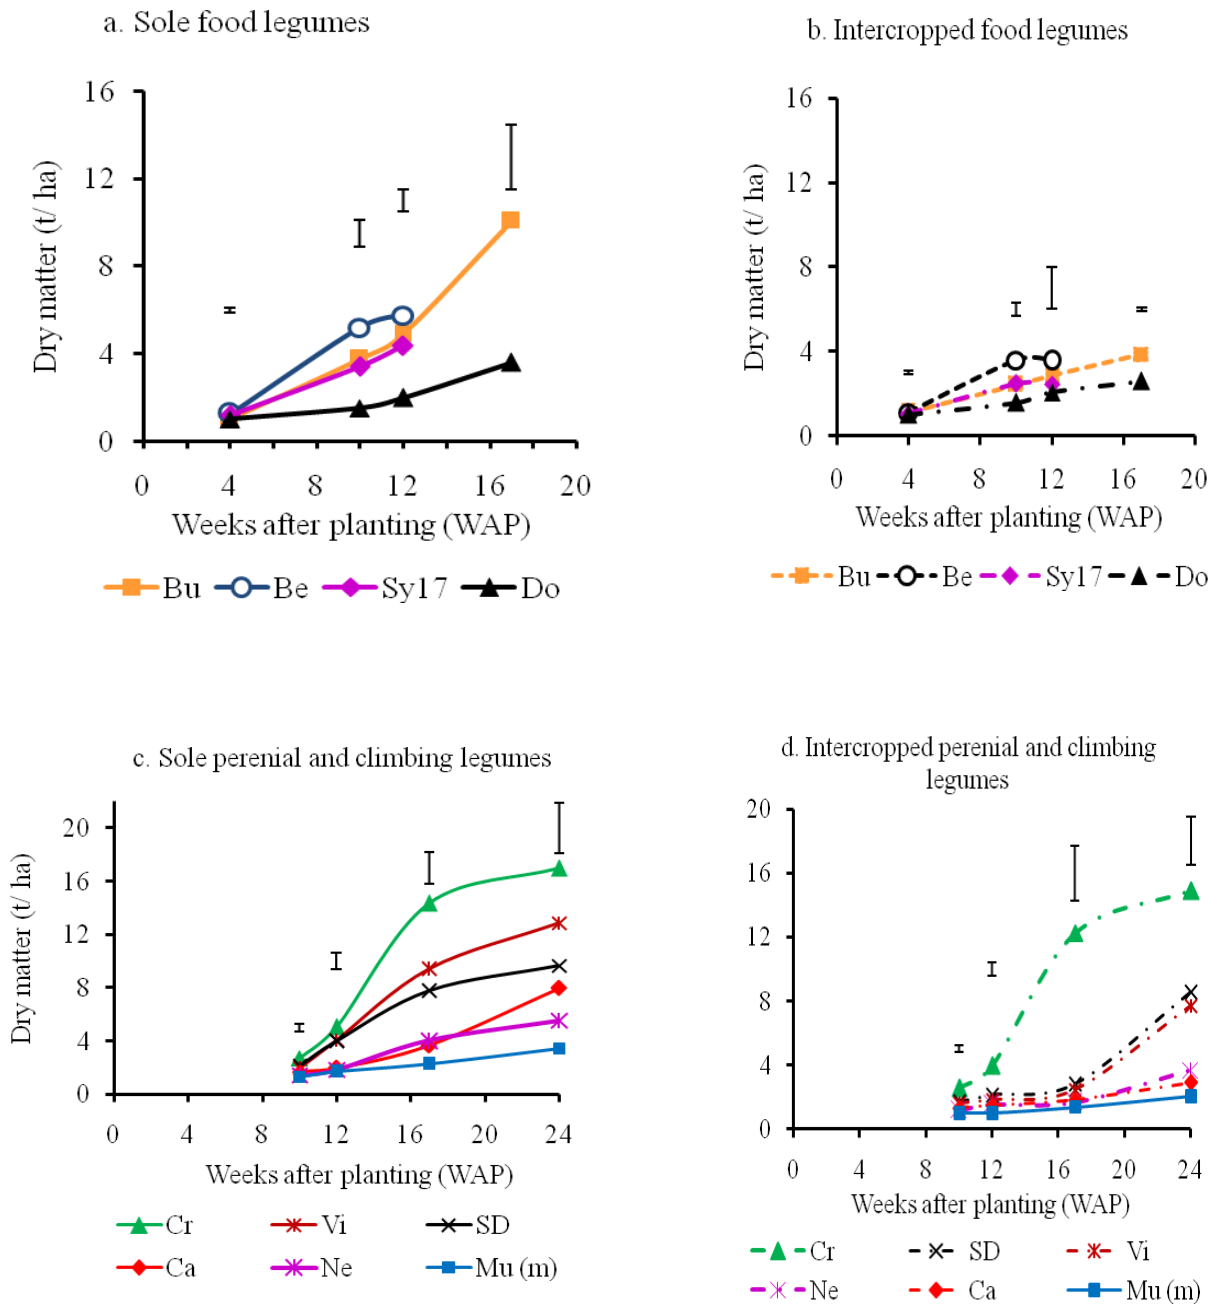 a. Sole food legumes
16
12
8
4
0
Dry matter (t/ ha)
0 4 8 12 16 20
Weeks after planting (WAP)
Bu Be Sy17 Do
b. Intercropped food legumes
16
12
8
4
0
Dry matter (t/ ha)
0 4 8 12 16 20
Weeks after planting (WAP)
Bu Be Sy17 Do
c. Sole perenial and climbing legumes
20
16
12
8
4
0
Dry matter (t/ ha)
0 4 0 12 16 20 24
Weeks after planting (WAP)
Cr Vi SD
Ca Ne Mu (m)
d. Intercropped perenial and climbing
legumes
20
16
12
8
4
0
0 4 8 12 16 20 24
Weeks after planting (WAP)
Cr SD Vi
Ne Ca Mu (m)